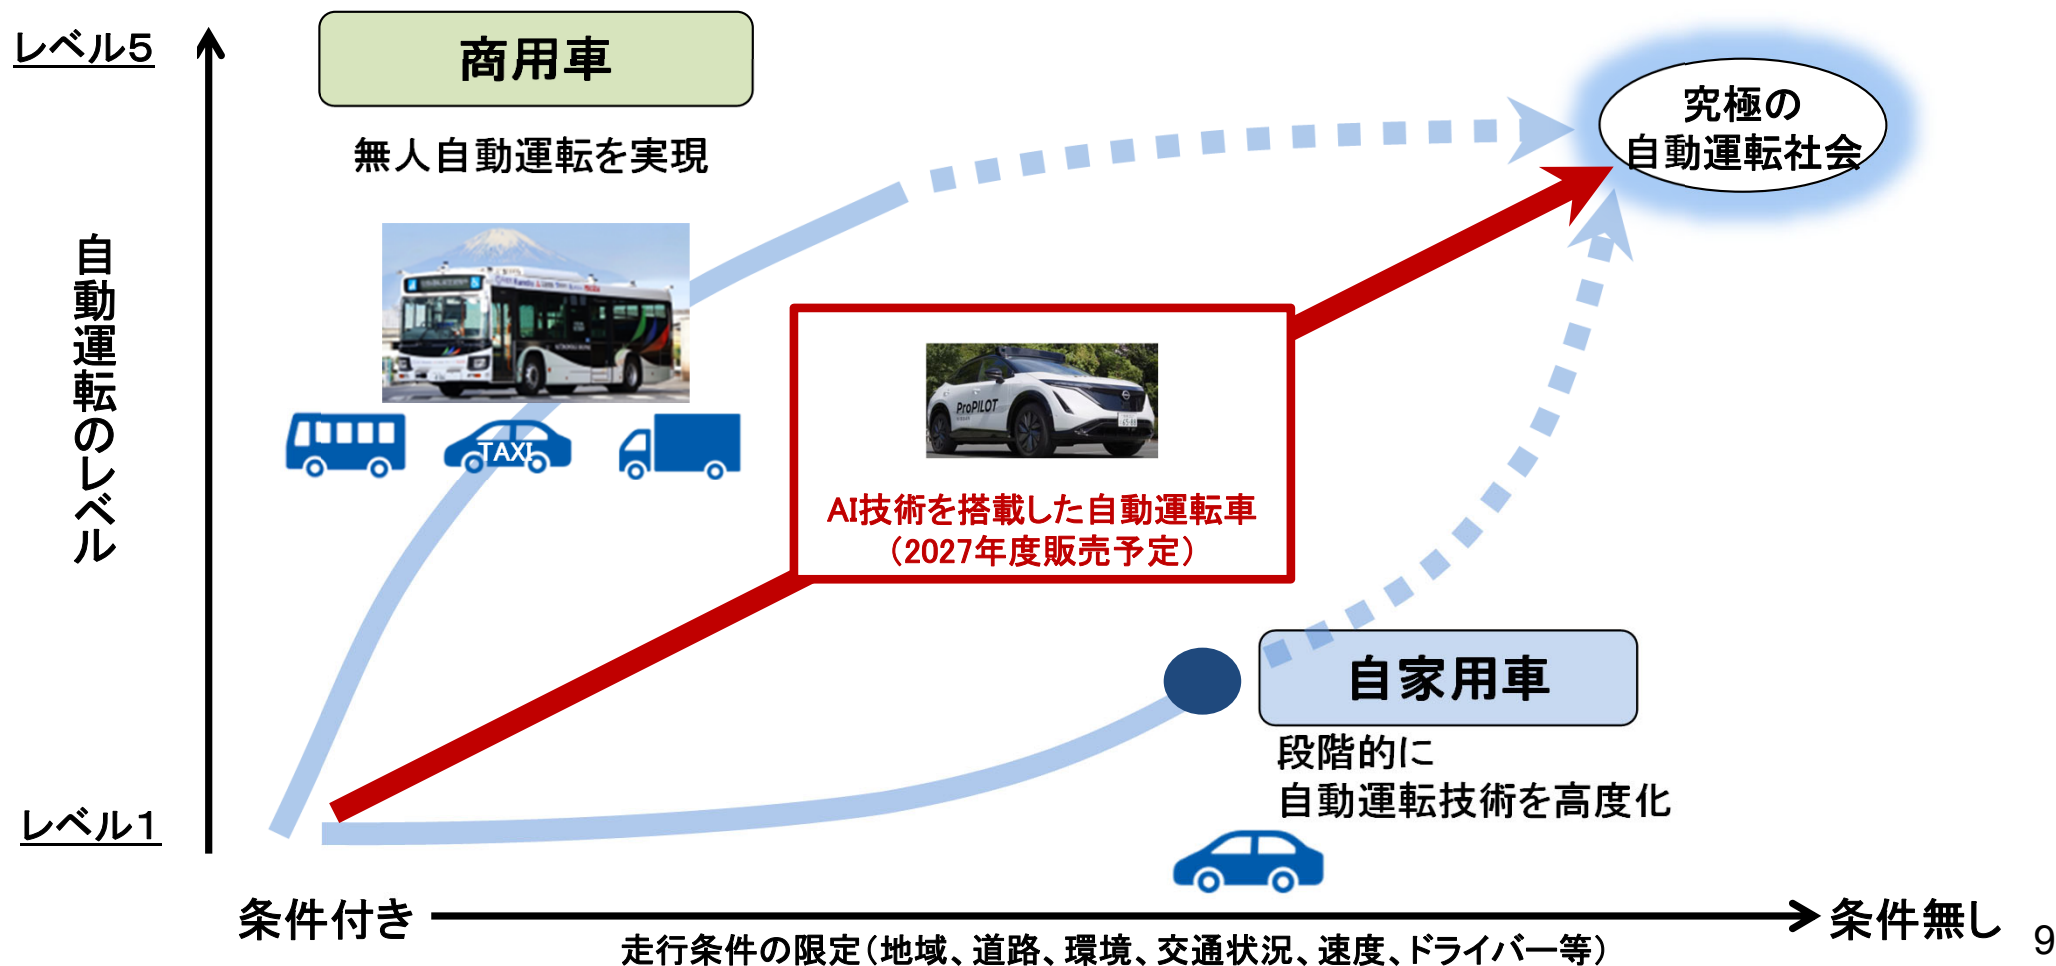 レベル5
商用車
無人自動運転を実現
究極の
自動運転社会
自動運転のレベル
TAXI
ProPILOT
AI技術を搭載した自動運転車
（2027年度販売予定）
自家用車
段階的に
自動運転技術を高度化
レベル1
条件付き
条件無し
走行条件の限定（地域、道路、環境、交通状況、速度、ドライバー等）
9